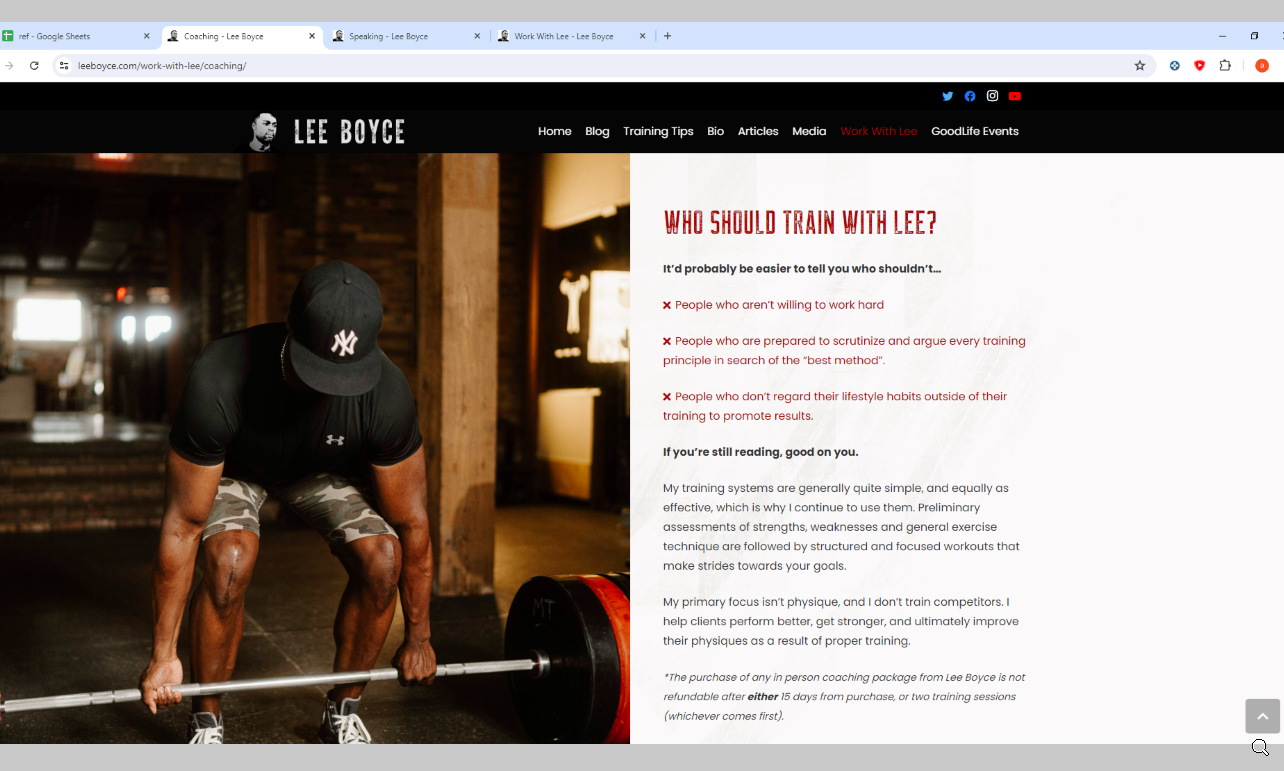 ref - Google Sheets
Coaching - Lee Boyce
Speaking - Lee Boyce
Work With Lee - Lee Boyce
leeboyce.com/work-with-lee/coaching/
a
LEE BOYCE
Home Blog Training Tips Bio Articles Media Work With Lee GoodLife Events
WHO SHOULD TRAIN WITH LEE?
It’d probably be easier to tell you who shouldn’t…
People who aren’t willing to work hard
People who are prepared to scrutinize and argue every training
principle in search of the “best method”.
People who don’t regard their lifestyle habits outside of their
training to promote results.
If you’re still reading, good on you.
My training systems are generally quite simple, and equally as
effective, which is why I continue to use them. Preliminary
assessments of strengths, weaknesses and general exercise
technique are followed by structured and focused workouts that
make strides towards your goals.
My primary focus isn’t physique, and I don’t train competitors. I
help clients perform better, get stronger, and ultimately improve
their physiques as a result of proper training.
*The purchase of any in person coaching package from Lee Boyce is not
refundable after either 15 days from purchase, or two training sessions
(whichever comes first).
NY
MT